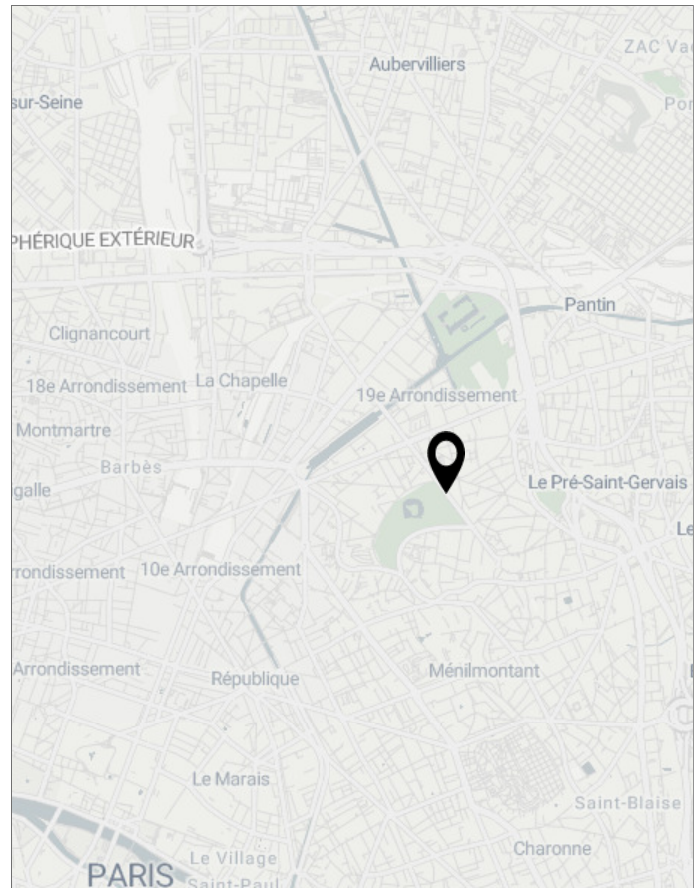 Aubervilliers
ZAC Va
sur-Seine
Por
PHÉRIQUE EXTÉRIEUR
Pantin
Clignancourt
18e Arrondissement
La Chapelle
19e Arrondissement
Montmartre
Barbès
galle
Le Pré-Saint-Gervais
Le
rrondissement
10e Arrondissement
Arrondissement
République
Ménilmontant
Le Marais
Saint-Blaise
Charonne
PARIS
Le Village
Saint-Paul